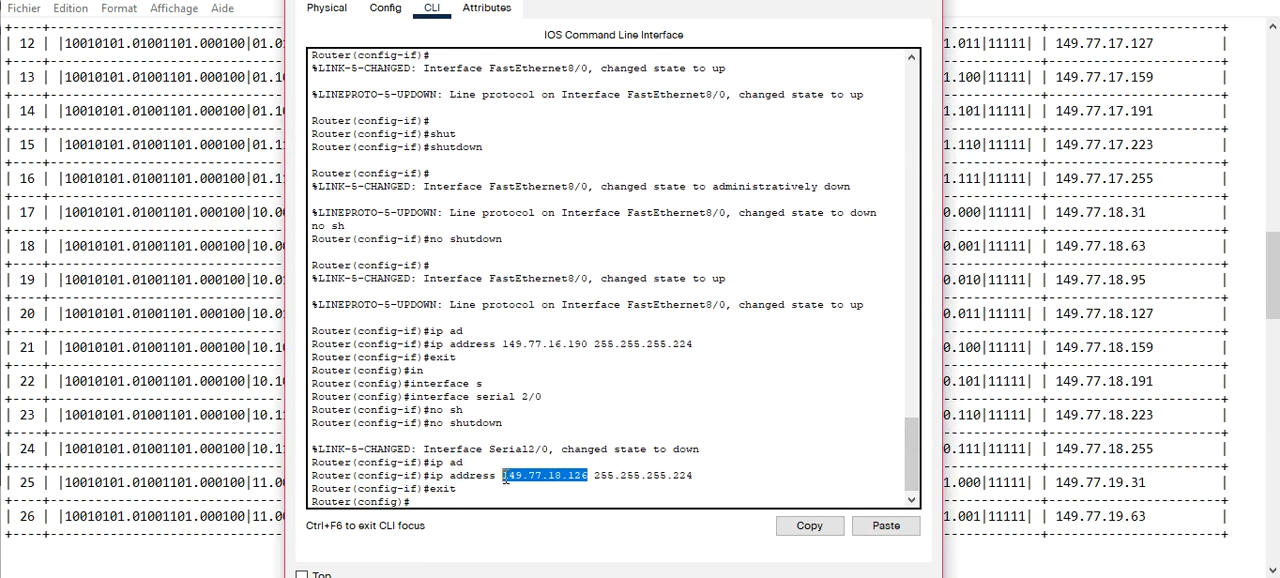 Fichier Edition Format Affichage Aide
| 12 | |10010101.01001101.000100|01.0
| 13 | |10010101.01001101.000100|01.1
| 14 | |10010101.01001101.000100|01.1
| 15 | |10010101.01001101.000100|01.1
| 16 | |10010101.01001101.000100|01.1
| 17 | |10010101.01001101.000100|10.0
| 18 | |10010101.01001101.000100|10.0
| 19 | |10010101.01001101.000100|10.0
| 20 | |10010101.01001101.000100|10.0
| 21 | |10010101.01001101.000100|10.1
| 22 | |10010101.01001101.000100|10.1
| 23 | |10010101.01001101.000100|10.1
| 24 | |10010101.01001101.000100|10.1
| 25 | |10010101.01001101.000100|11.0
| 26 | |10010101.01001101.000100|11.0
Physical Config CLI Attributes
IOS Command Line Interface
Router(config-if)#
%LINK-5-CHANGED: Interface FastEthernet8/0, changed state to up
%LINEPROTO-5-UPDOWN: Line protocol on Interface FastEthernet8/0, changed state to up
Router(config-if)#
Router(config-if)#shut
Router(config-if)#shutdown
Router(config-if)#
%LINK-5-CHANGED: Interface FastEthernet8/0, changed state to administratively down
%LINEPROTO-5-UPDOWN: Line protocol on Interface FastEthernet8/0, changed state to down
no sh
Router(config-if)#no shutdown
Router(config-if)#
%LINK-5-CHANGED: Interface FastEthernet8/0, changed state to up
%LINEPROTO-5-UPDOWN: Line protocol on Interface FastEthernet8/0, changed state to up
Router(config-if)#ip ad
Router(config-if)#ip address 149.77.16.190 255.255.255.224
Router(config-if)#exit
Router(config)#in
Router(config)#interface s
Router(config)#interface serial 2/0
Router(config-if)#no sh
Router(config-if)#no shutdown
%LINK-5-CHANGED: Interface Serial2/0, changed state to down
Router(config-if)#ip ad
Router(config-if)#ip address 149.77.18.126 255.255.255.224
Router(config-if)#exit
Router(config)#
Ctrl+F6 to exit CLI focus
Copy Paste
Top
1.011|11111| | 149.77.17.127 |
1.100|11111| | 149.77.17.159 |
1.101|11111| | 149.77.17.191 |
1.110|11111| | 149.77.17.223 |
1.111|11111| | 149.77.17.255 |
0.000|11111| | 149.77.18.31 |
0.001|11111| | 149.77.18.63 |
0.010|11111| | 149.77.18.95 |
0.011|11111| | 149.77.18.127 |
0.100|11111| | 149.77.18.159 |
0.101|11111| | 149.77.18.191 |
0.110|11111| | 149.77.18.223 |
0.111|11111| | 149.77.18.255 |
1.000|11111| | 149.77.19.31 |
1.001|11111| | 149.77.19.63 |